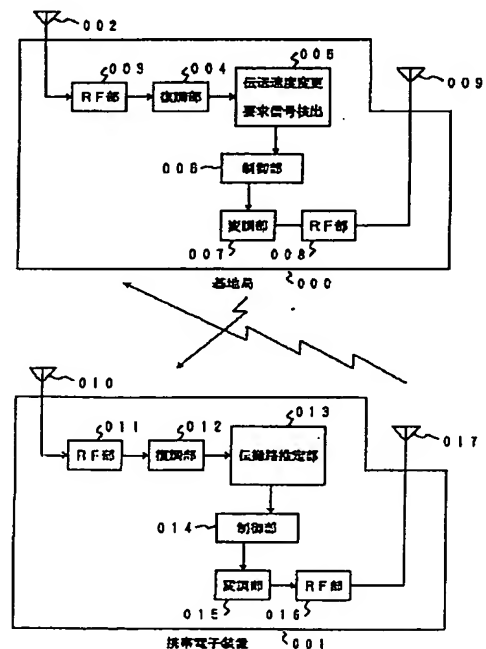 002
003
004
005
009
RF部
復調部
伝送速度変更
要求信号検出
006
制御部
変調部
RF部
007
008
000
基地局
010
013
011
012
017
RF部
復調部
伝搬路推定部
014
制御部
変調部
RF部
015
016
001
携帯電子装置